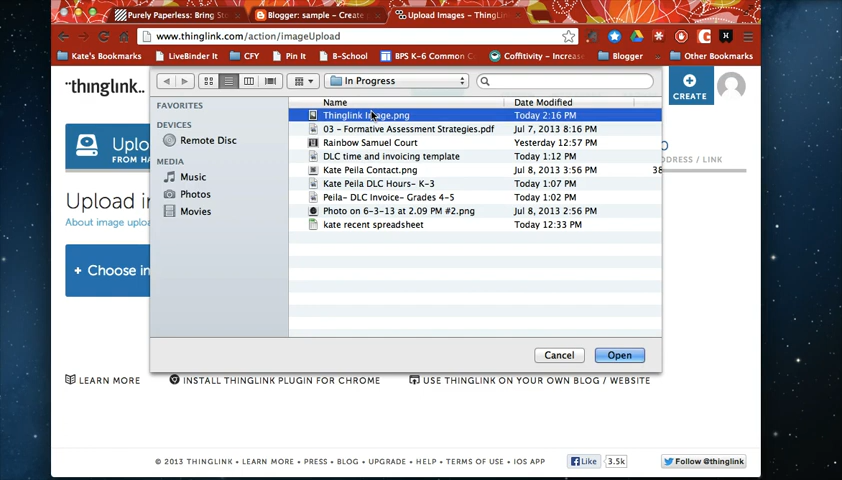 Purely Paperless: Bring St
Blogger: sample - Create
Upload Images - ThingLin
www.thinglink.com/action/imageUpload
Kate's Bookmarks
LiveBinder It
CFY
Pin It
B-School
BPS K-6 Common C
Coffitivity - Increase
Blogger
Other Bookmarks
¨thinglink..
In Progress
CREATE
FAVORITES
DEVICES
Remote Disc
MEDIA
Music
Photos
Movies
Name Date Modified
Thinglink Image.png Today 2:16 PM
03 - Formative Assessment Strategies.pdf Jul 7, 2013 8:16 PM
Rainbow Samuel Court Yesterday 12:57 PM
DLC time and invoicing template Today 1:12 PM
Kate Peila Contact.png Jul 8, 2013 3:56 PM 38
Kate Peila DLC Hours- K-3 Today 1:07 PM
Peila- DLC Invoice- Grades 4-5 Today 1:02 PM
Photo on 6-3-13 at 2.09 PM #2.png Jul 8, 2013 2:56 PM
kate recent spreadsheet Today 12:33 PM
Uplo
FROM HA
ADDRESS / LINK
Upload i
About image uploa
+ Choose in
Cancel
Open
LEARN MORE
INSTALL THINGLINK PLUGIN FOR CHROME
USE THINGLINK ON YOUR OWN BLOG / WEBSITE
© 2013 THINGLINK • LEARN MORE • PRESS • BLOG • UPGRADE • HELP • TERMS OF USE • IOS APP
Like 3.5k
Follow @thinglink